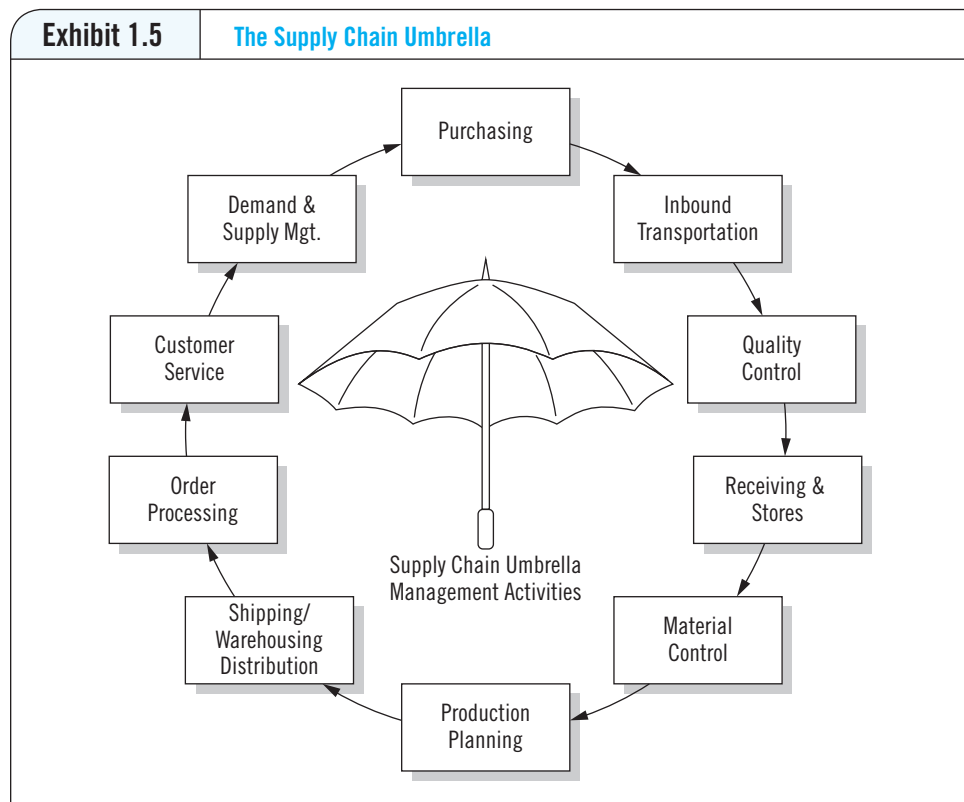 Exhibit 1.5
The Supply Chain Umbrella
Purchasing
Inbound
Transportation
Quality
Control
Receiving &
Stores
Material
Control
Production
Planning
Shipping/
Warehousing
Distribution
Order
Processing
Customer
Service
Demand &
Supply Mgt.
Supply Chain Umbrella
Management Activities